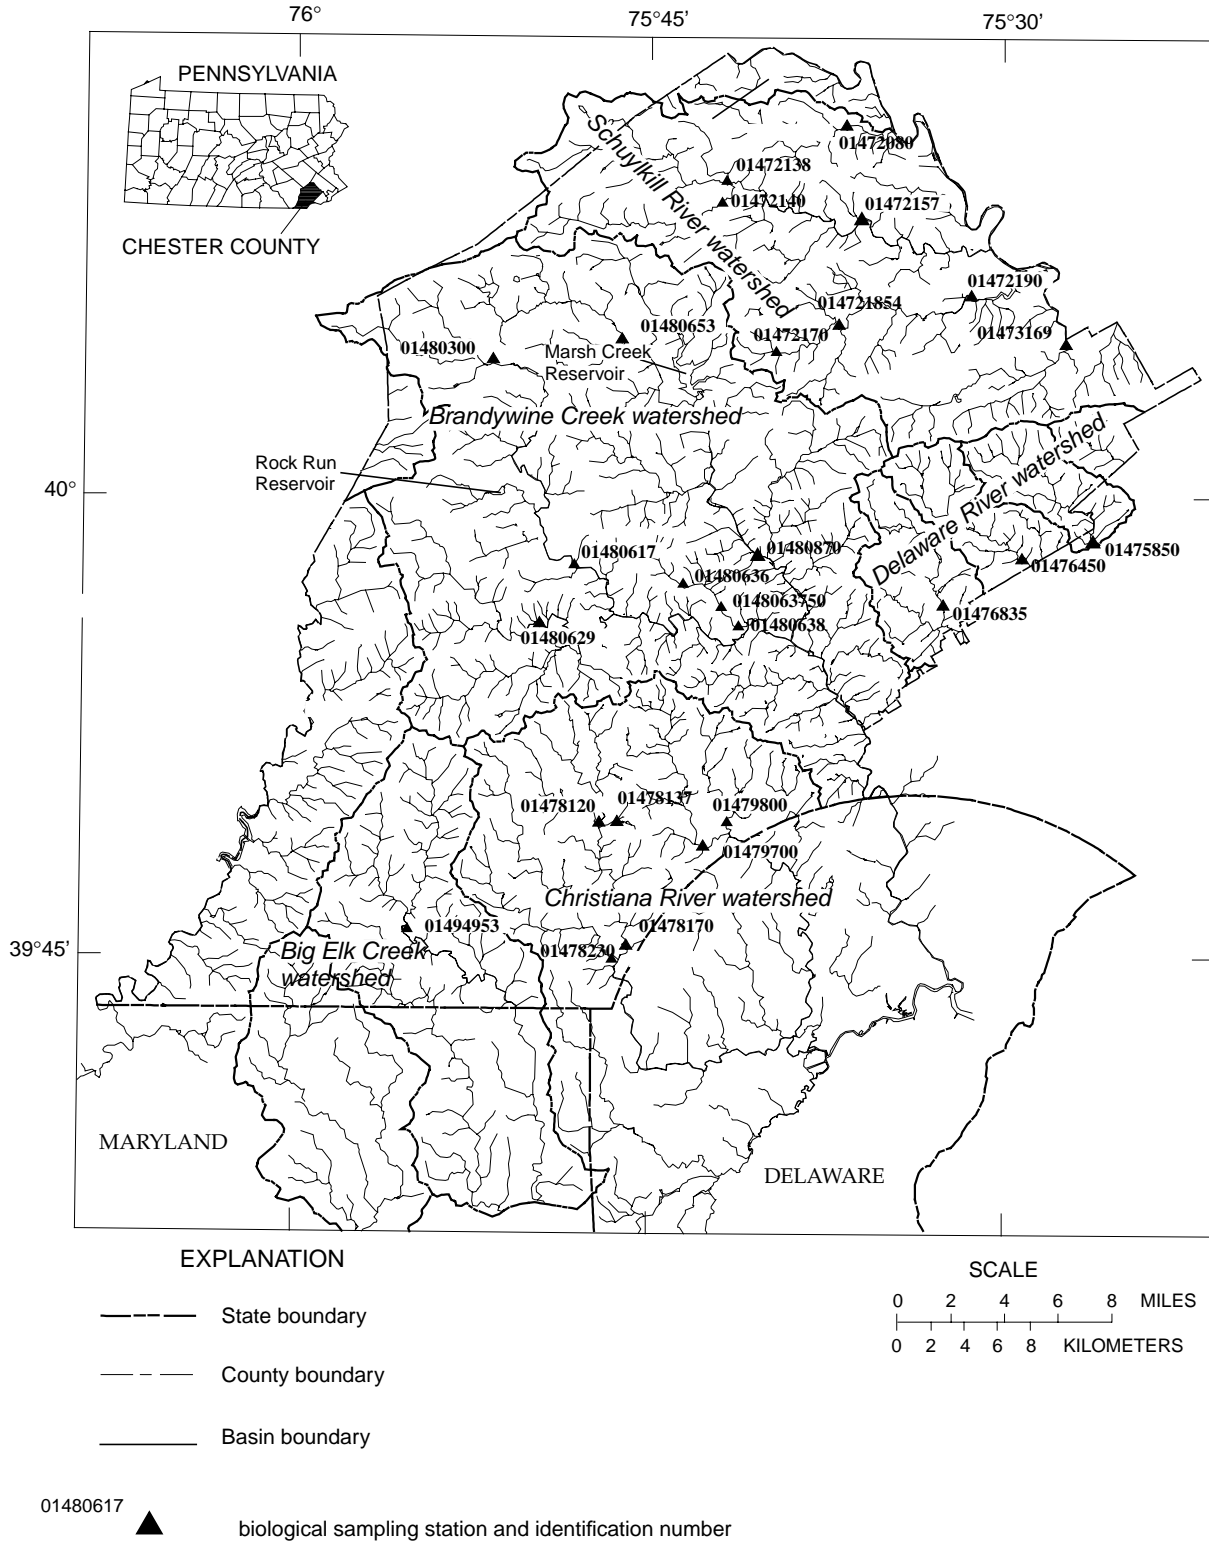 76°
75°45'
75°30'
PENNSYLVANIA
CHESTER COUNTY
Schuylkill River watershed
01472080
01472138
01472140
01472157
01472190
014721854
01472170
01473169
01480653
01480300
Marsh Creek
Reservoir
Brandywine Creek watershed
Rock Run
Reservoir
40°
Delaware River watershed
01480617
01480870
01480636
0148063750
01480638
01480629
01475850
01476450
01476835
01478120
01478137
01479800
01479700
Christiana River watershed
01494953
01478170
01478230
39°45'
Big Elk Creek
watershed
MARYLAND
DELAWARE
EXPLANATION
State boundary
County boundary
Basin boundary
01480617
biological sampling station and identification number
SCALE
0 2 4 6 8 MILES
0 2 4 6 8 KILOMETERS